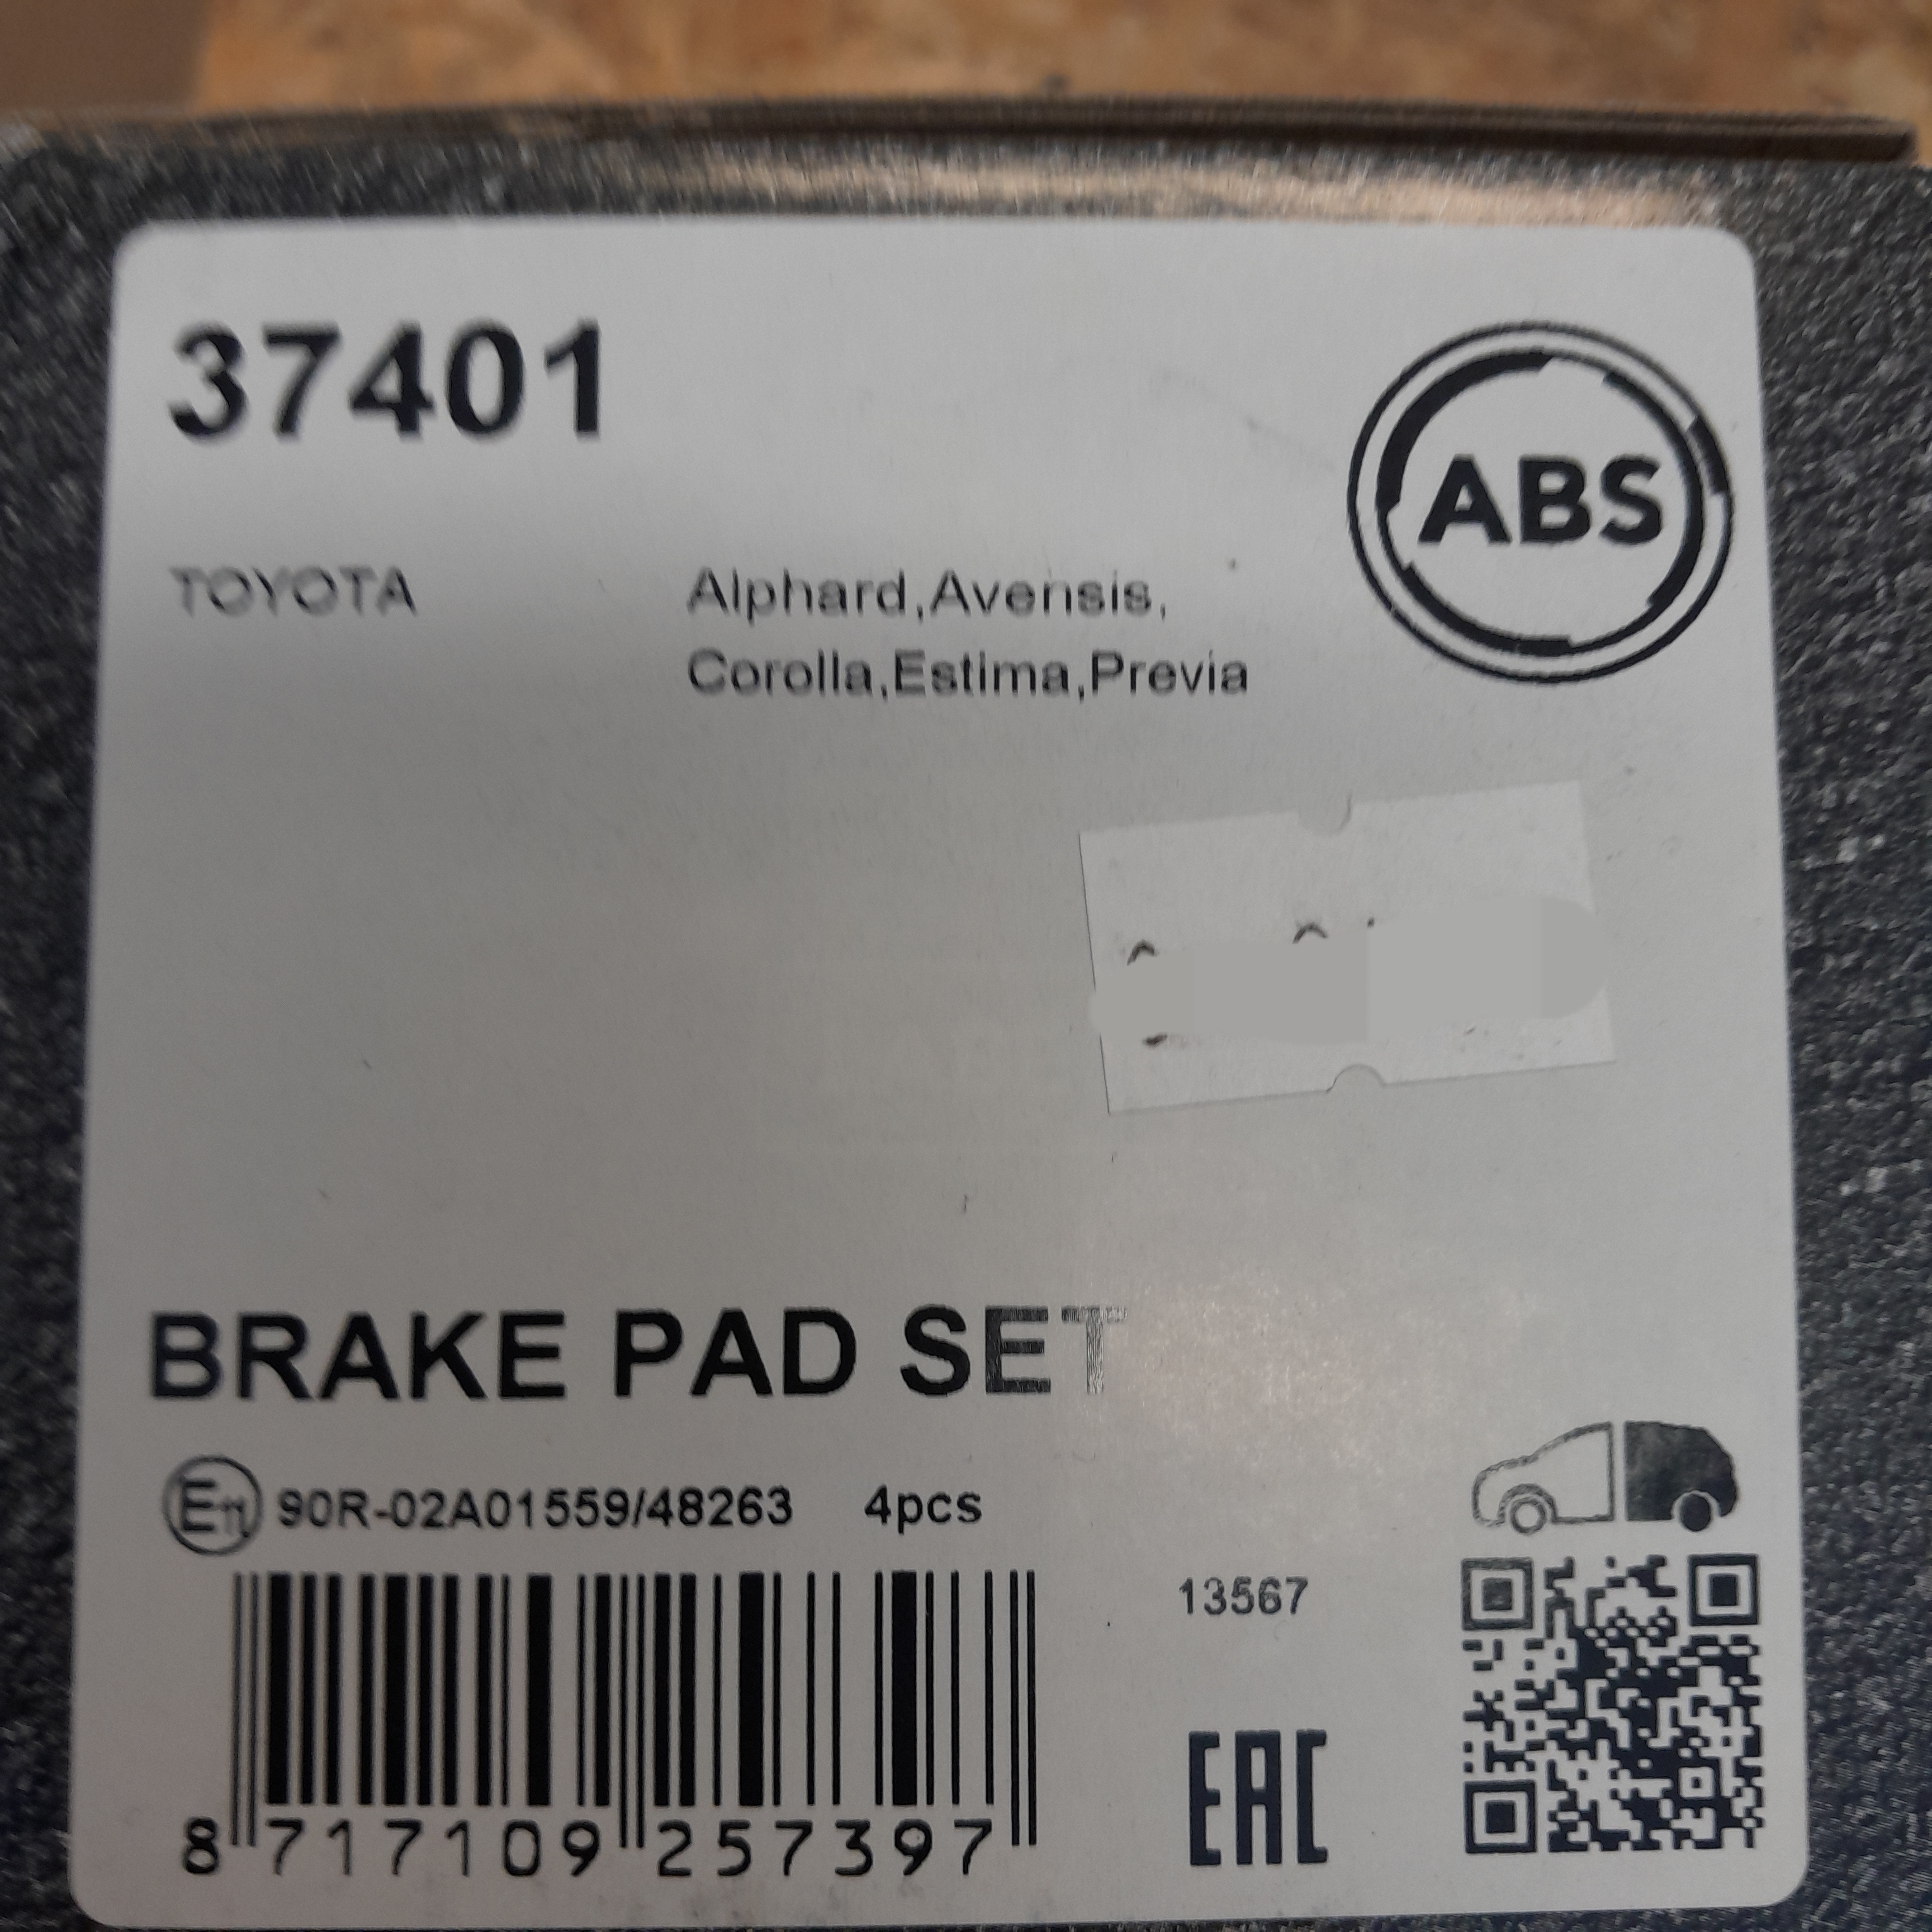 37401
ABS
TOYOTA Alphard,Avensis,
Corolla,Estima,Previa
BRAKE PAD SET
E11 90R-02A01559/48263 4pcs
13567
EAC
8 717109 257397